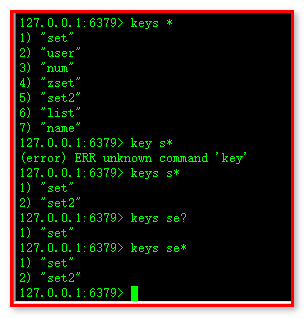 127.0.0.1:6379> keys *
1) "set"
2) "user"
3) "num"
4) "zset"
5) "set2"
6) "list"
7) "name"
127.0.0.1:6379> key s*
(error) ERR unknown command 'key'
127.0.0.1:6379> keys s*
1) "set"
2) "set2"
127.0.0.1:6379> keys se?
1) "set"
127.0.0.1:6379> keys se*
1) "set"
2) "set2"
127.0.0.1:6379>